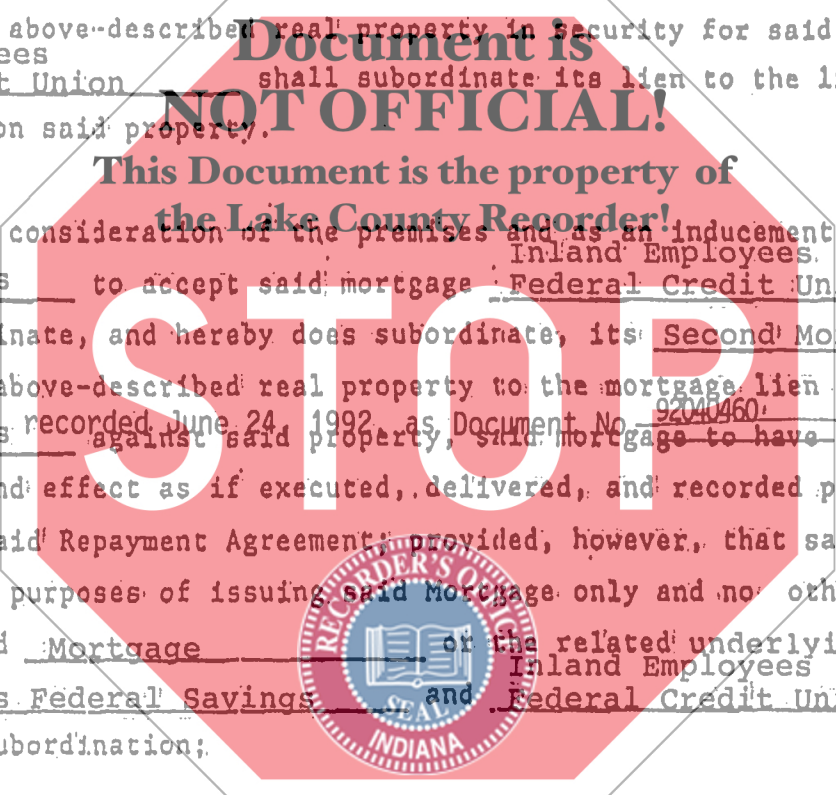 above-described real property in security for said
ees
t Union shall subordinate its lien to the l
on said property.
Document is
NOT OFFICIAL!
This Document is the property of
the Lake County Recorder!
consideration of the premises and as an inducement
Inland Employees
s to accept said mortgage Federal Credit Un
inate, and hereby does subordinate, its Second Mo
above-described real property to the mortgage lien
s recorded June 24, 1992, as Document No. 92040460
against said property, said mortgage to have
nd effect as if executed, delivered, and recorded p
aid Repayment Agreement; provided, however, that sa
purposes of issuing said Mortgage only and no oth
d Mortgage or the related underlyi
Inland Employees
s Federal Savings and Federal Credit Un
ubordination;
STOP
RECORDER'S OFFICE
SEAL
INDIANA